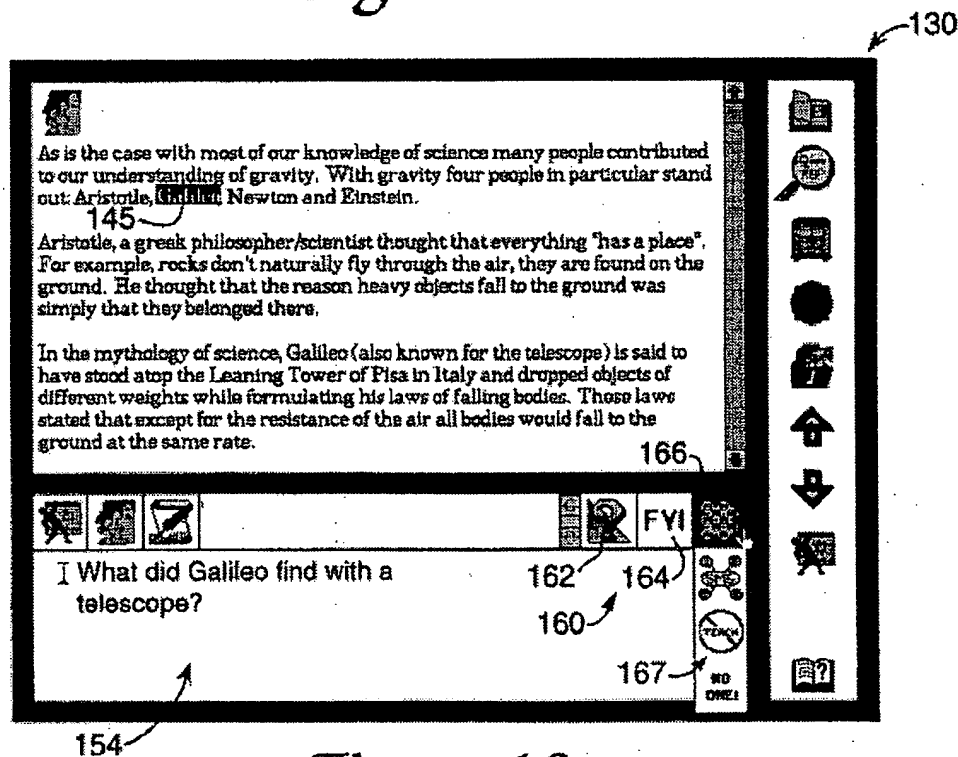 130
As is the case with most of our knowledge of science many people contributed
to our understanding of gravity. With gravity four people in particular stand
out: Aristotle, Galileo, Newton and Einstein.
145
Aristotle, a greek philosopher/scientist thought that everything "has a place".
For example, rocks don't naturally fly through the air, they are found on the
ground. He thought that the reason heavy objects fall to the ground was
simply that they belonged there.
In the mythology of science, Galileo (also known for the telescope) is said to
have stood atop the Leaning Tower of Pisa in Italy and dropped objects of
different weights while formulating his laws of falling bodies. These laws
stated that except for the resistance of the air all bodies would fall to the
ground at the same rate.
166
FYI
What did Galileo find with a
telescope?
162
164
160
TEACH
167
NO
ONE!
?
154